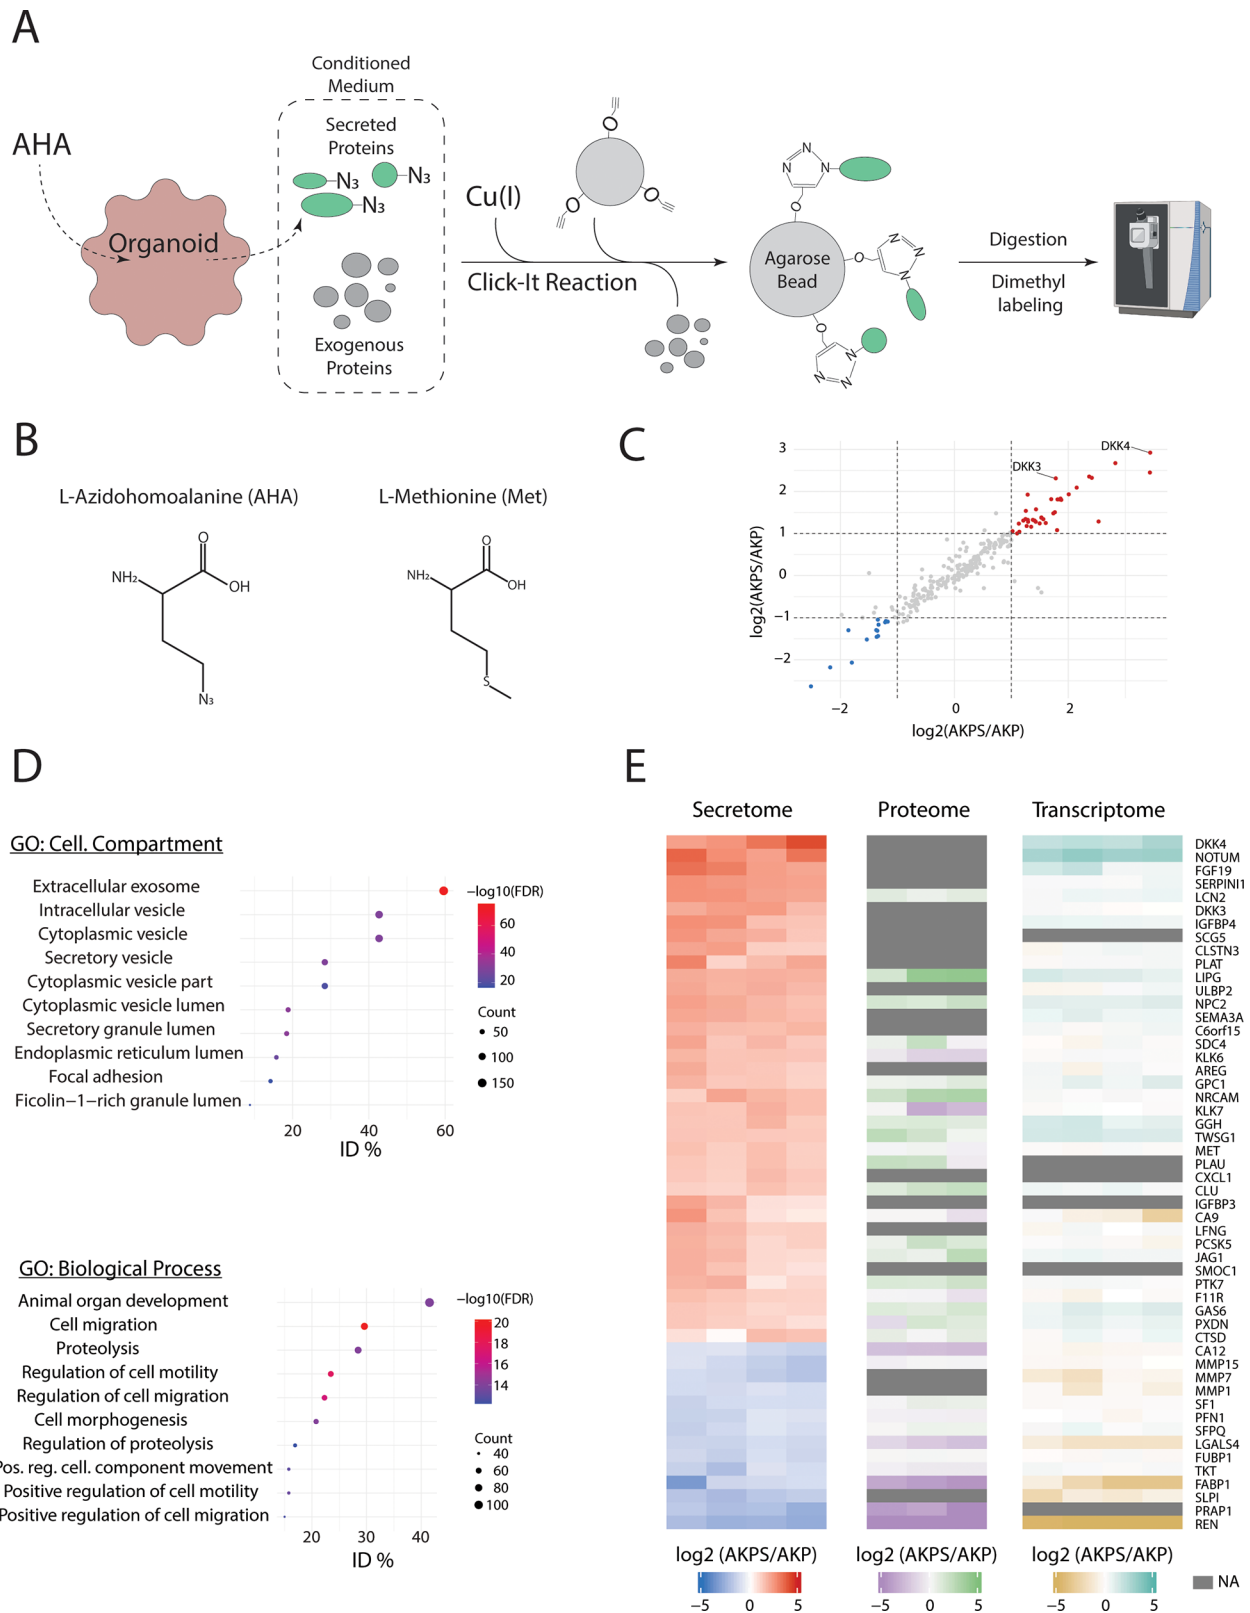 A
Conditioned
Medium
AHA
Secreted
Proteins
N₃
N₃
N₃
Organoid
Exogenous
Proteins
Cu(I)
Click-It Reaction
O
O
O
N
N
N
O
Agarose
Bead
O
N
N
N
O
N
N
N
Digestion
Dimethyl
labeling
B
L-Azidohomoalanine (AHA)
O
NH₂
OH
N₃
L-Methionine (Met)
O
NH₂
OH
S
C
3
2
1
0
−1
−2
log2(AKPS/AKP)
DKK4
DKK3
−2
0
2
log2(AKPS/AKP)
D
GO: Cell. Compartment
Extracellular exosome
Intracellular vesicle
Cytoplasmic vesicle
Secretory vesicle
Cytoplasmic vesicle part
Cytoplasmic vesicle lumen
Secretory granule lumen
Endoplasmic reticulum lumen
Focal adhesion
Ficolin−1−rich granule lumen
20
40
60
ID %
−log10(FDR)
60
40
20
Count
50
100
150
GO: Biological Process
Animal organ development
Cell migration
Proteolysis
Regulation of cell motility
Regulation of cell migration
Cell morphogenesis
Regulation of proteolysis
Pos. reg. cell. component movement
Positive regulation of cell motility
Positive regulation of cell migration
20
30
40
ID %
−log10(FDR)
20
18
16
14
Count
40
60
80
100
E
Secretome
Proteome
Transcriptome
DKK4
NOTUM
FGF19
SERPINI1
LCN2
DKK3
IGFBP4
SCG5
CLSTN3
PLAT
LIPG
ULBP2
NPC2
SEMA3A
C6orf15
SDC4
KLK6
AREG
GPC1
NRCAM
KLK7
GGH
TWSG1
MET
PLAU
CXCL1
CLU
IGFBP3
CA9
LFNG
PCSK5
JAG1
SMOC1
PTK7
F11R
GAS6
PXDN
CTSD
CA12
MMP15
MMP7
MMP1
SF1
PFN1
SFPQ
LGALS4
FUBP1
TKT
FABP1
SLPI
PRAP1
REN
log2 (AKPS/AKP)
−5
0
5
log2 (AKPS/AKP)
−5
0
5
log2 (AKPS/AKP)
−5
0
5
NA